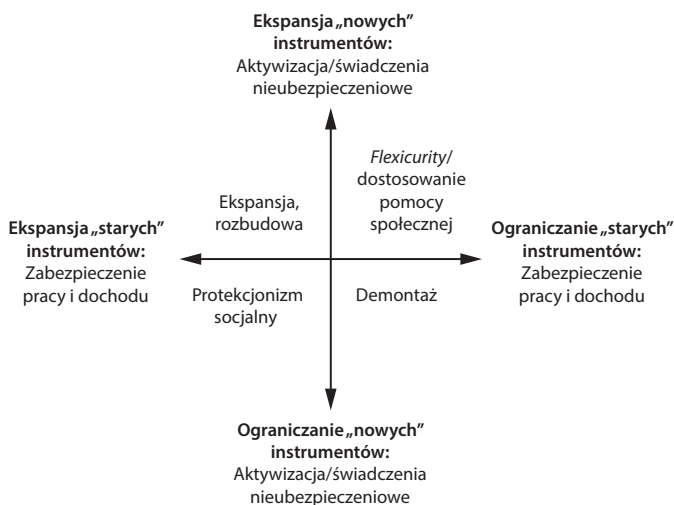 Ekspansja „nowych”
instrumentów:
Aktywizacja/świadczenia
nieubezpieczeniowe
Flexicurity/
dostosowanie
pomocy
społecznej
Ekspansja,
rozbudowa
Ekspansja „starych”
instrumentów:
Zabezpieczenie
pracy i dochodu
Ograniczanie „starych”
instrumentów:
Zabezpieczenie
pracy i dochodu
Protekcjonizm
socjalny
Demontaż
Ograniczanie „nowych”
instrumentów:
Aktywizacja/świadczenia
nieubezpieczeniowe